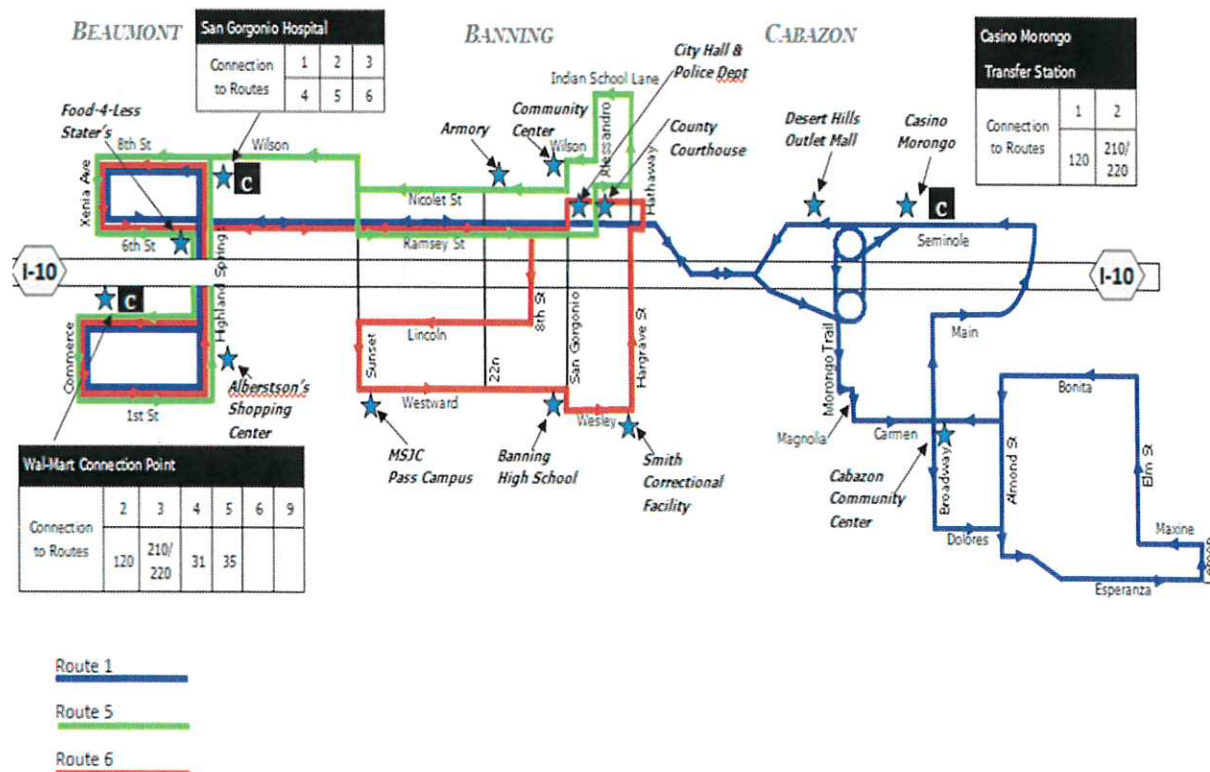 BEAUMONT
BANNING
CABAZON
San Gorgonio Hospital
Connection
to Routes
1 2 3
4 5 6
Casino Morongo
Transfer Station
Connection
to Routes
1 2
120 210/
220
City Hall &
Police Dept
Indian School Lane
Community
Center
Food-4-Less
Stater's
Armory
Wilson
Alessandro
County
Courthouse
Desert Hills
Outlet Mall
Casino
Morongo
8th St
Wilson
C
C
Xenia Ave
Nicolet St
Hathaway
6th St
Ramsey St
Seminole
I-10
I-10
Highland Springs
C
8th St
Lincoln
Main
Commerce
Sunset
22n
San Gorgonio
Hargrave St
Morongo Trail
Bonita
1st St
Alberstson's
Shopping
Center
Westward
Wesley
Magnolia
Carmen
Broadway
Almond St
Elm St
MSJC
Pass Campus
Banning
High School
Smith
Correctional
Facility
Cabazon
Community
Center
Dolores
Maxine
Esperanza
Wal-Mart Connection Point
Connection
to Routes
2 3 4 5 6 9
120 210/
220 31 35
Route 1
Route 5
Route 6